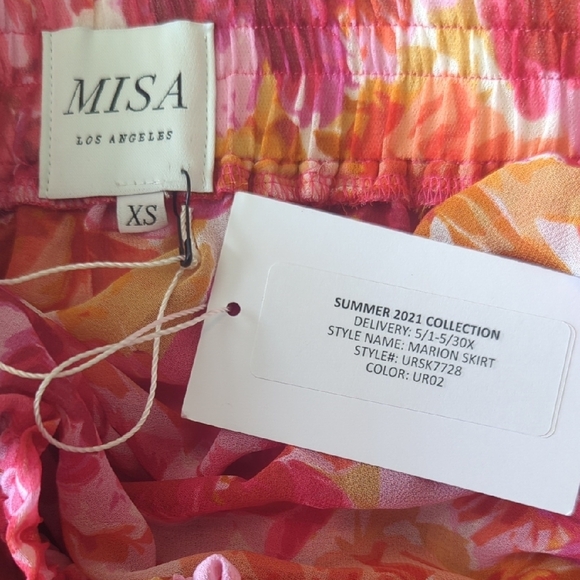 MISA
LOS ANGELES
XS
SUMMER 2021 COLLECTION
DELIVERY: 5/1-5/30X
STYLE NAME: MARION SKIRT
STYLE#: URSK7728
COLOR: UR02